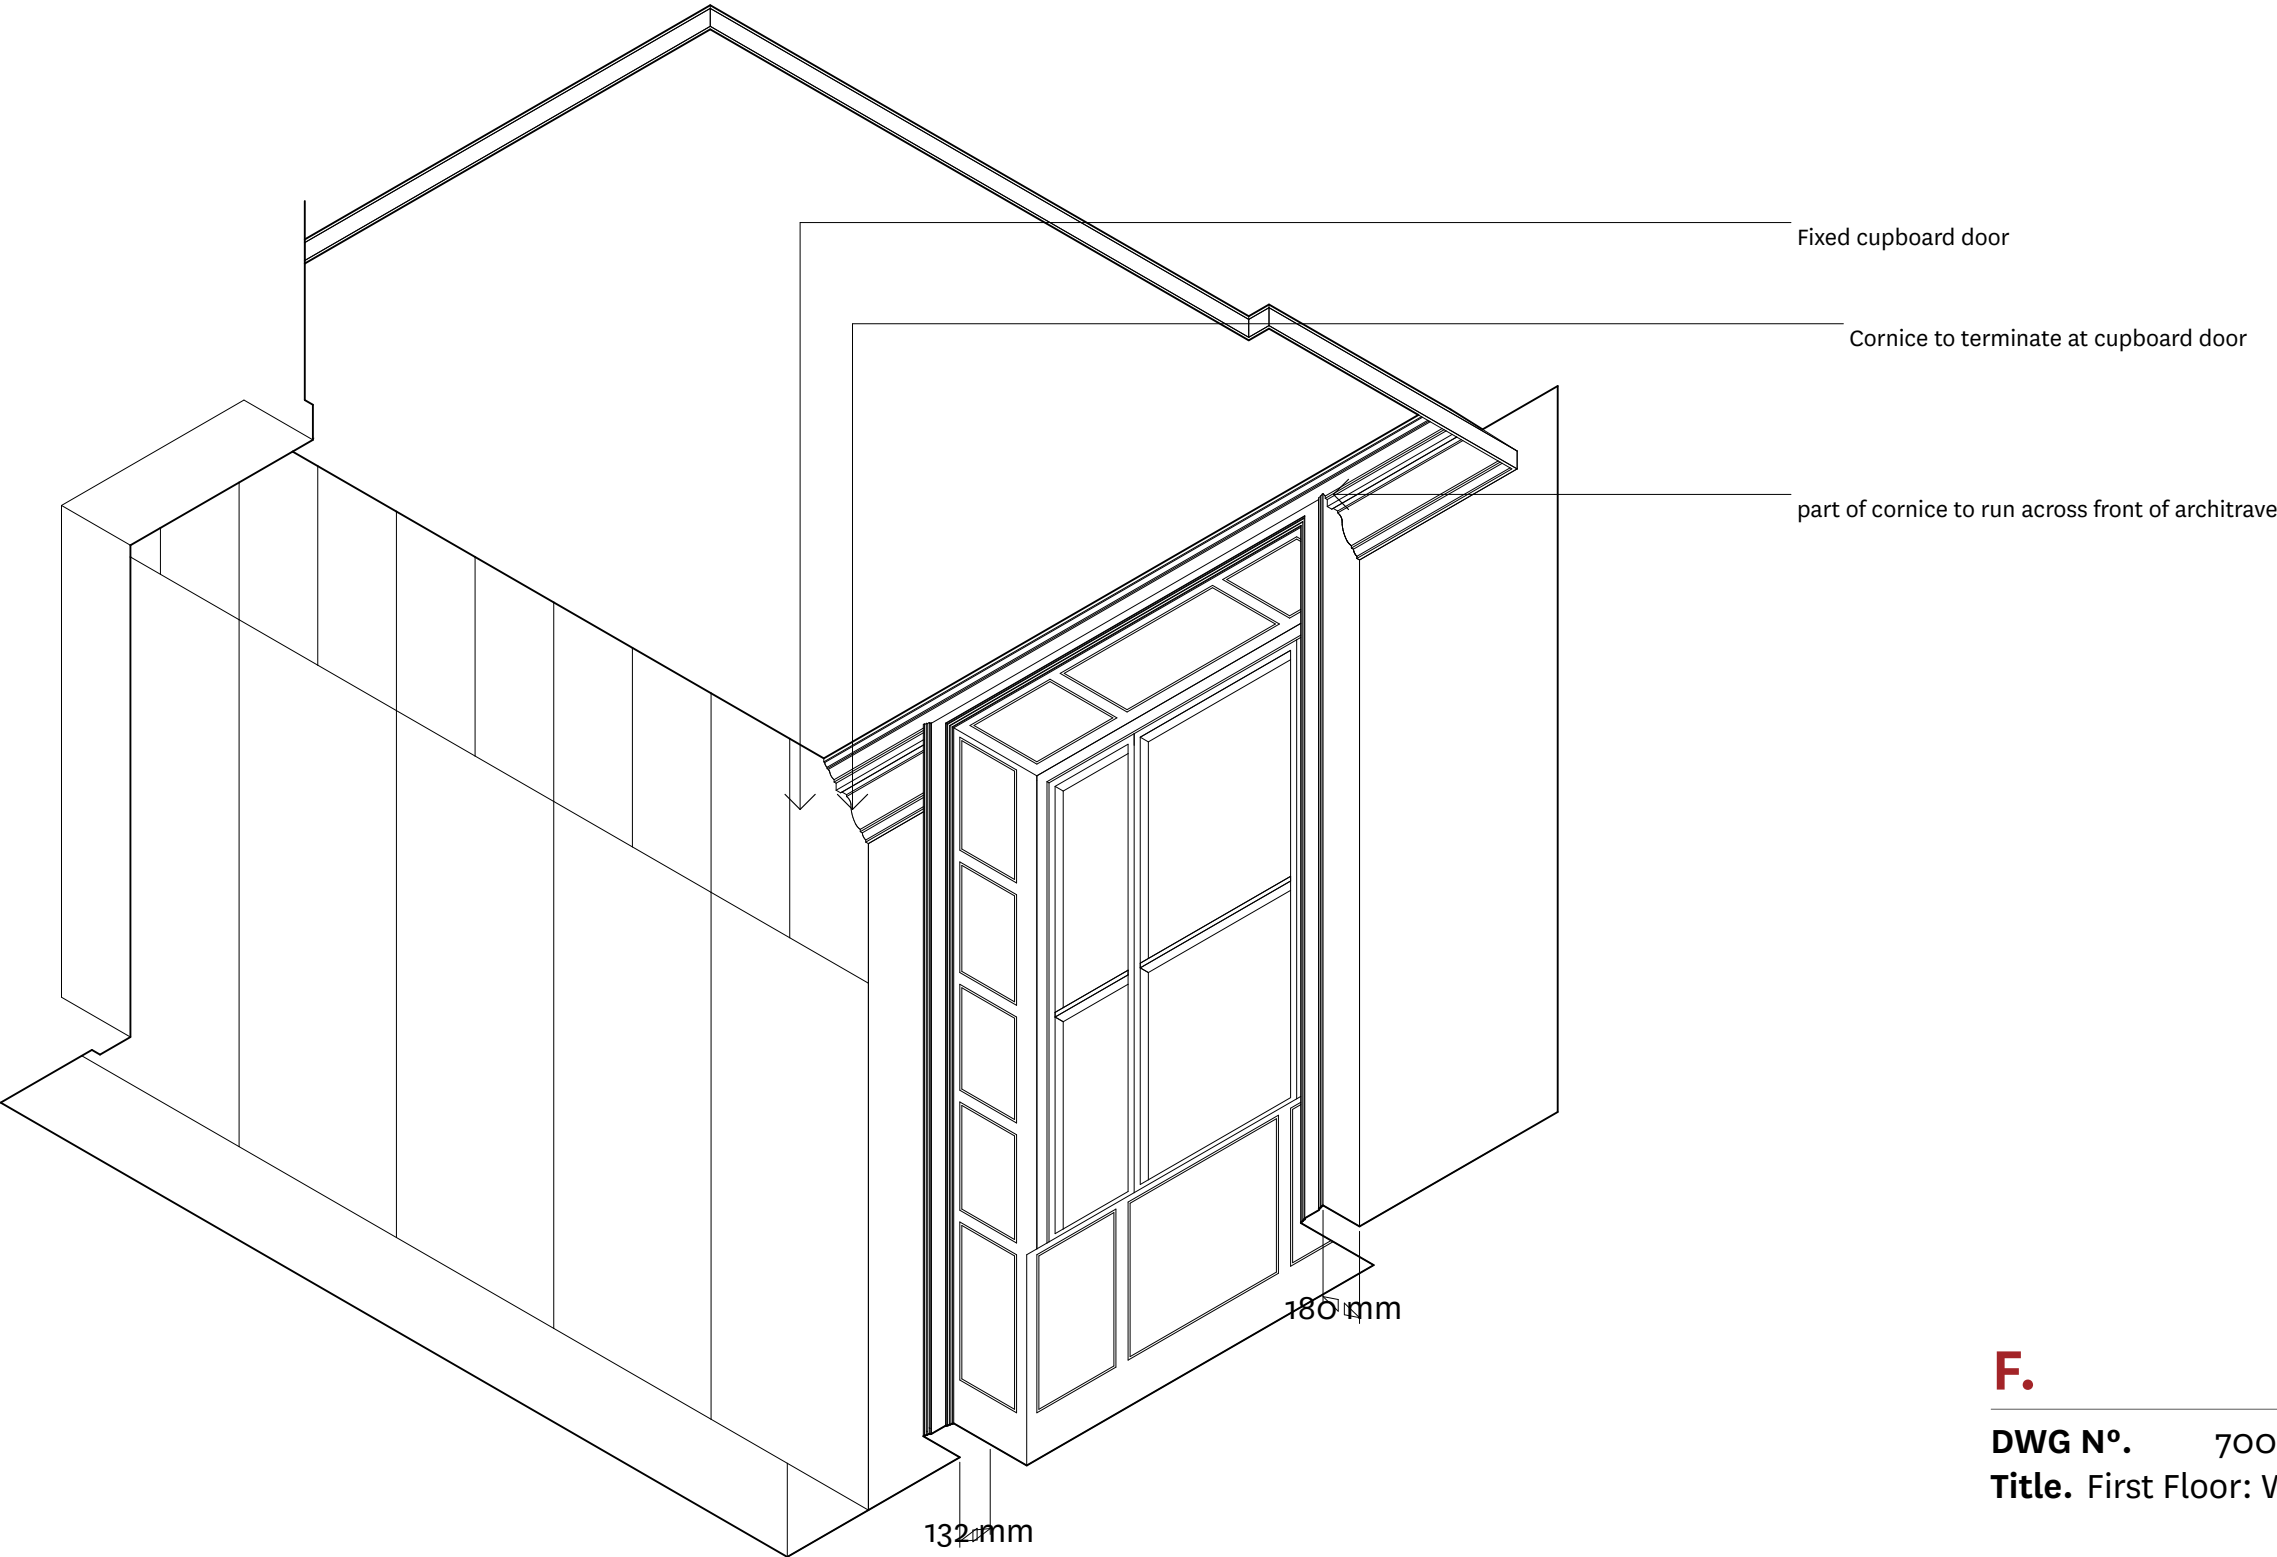 Fixed cupboard door
Cornice to terminate at cupboard door
part of cornice to run across front of architrave
180 mm
132 mm
F.
DWG Nº. 700
Title. First Floor: